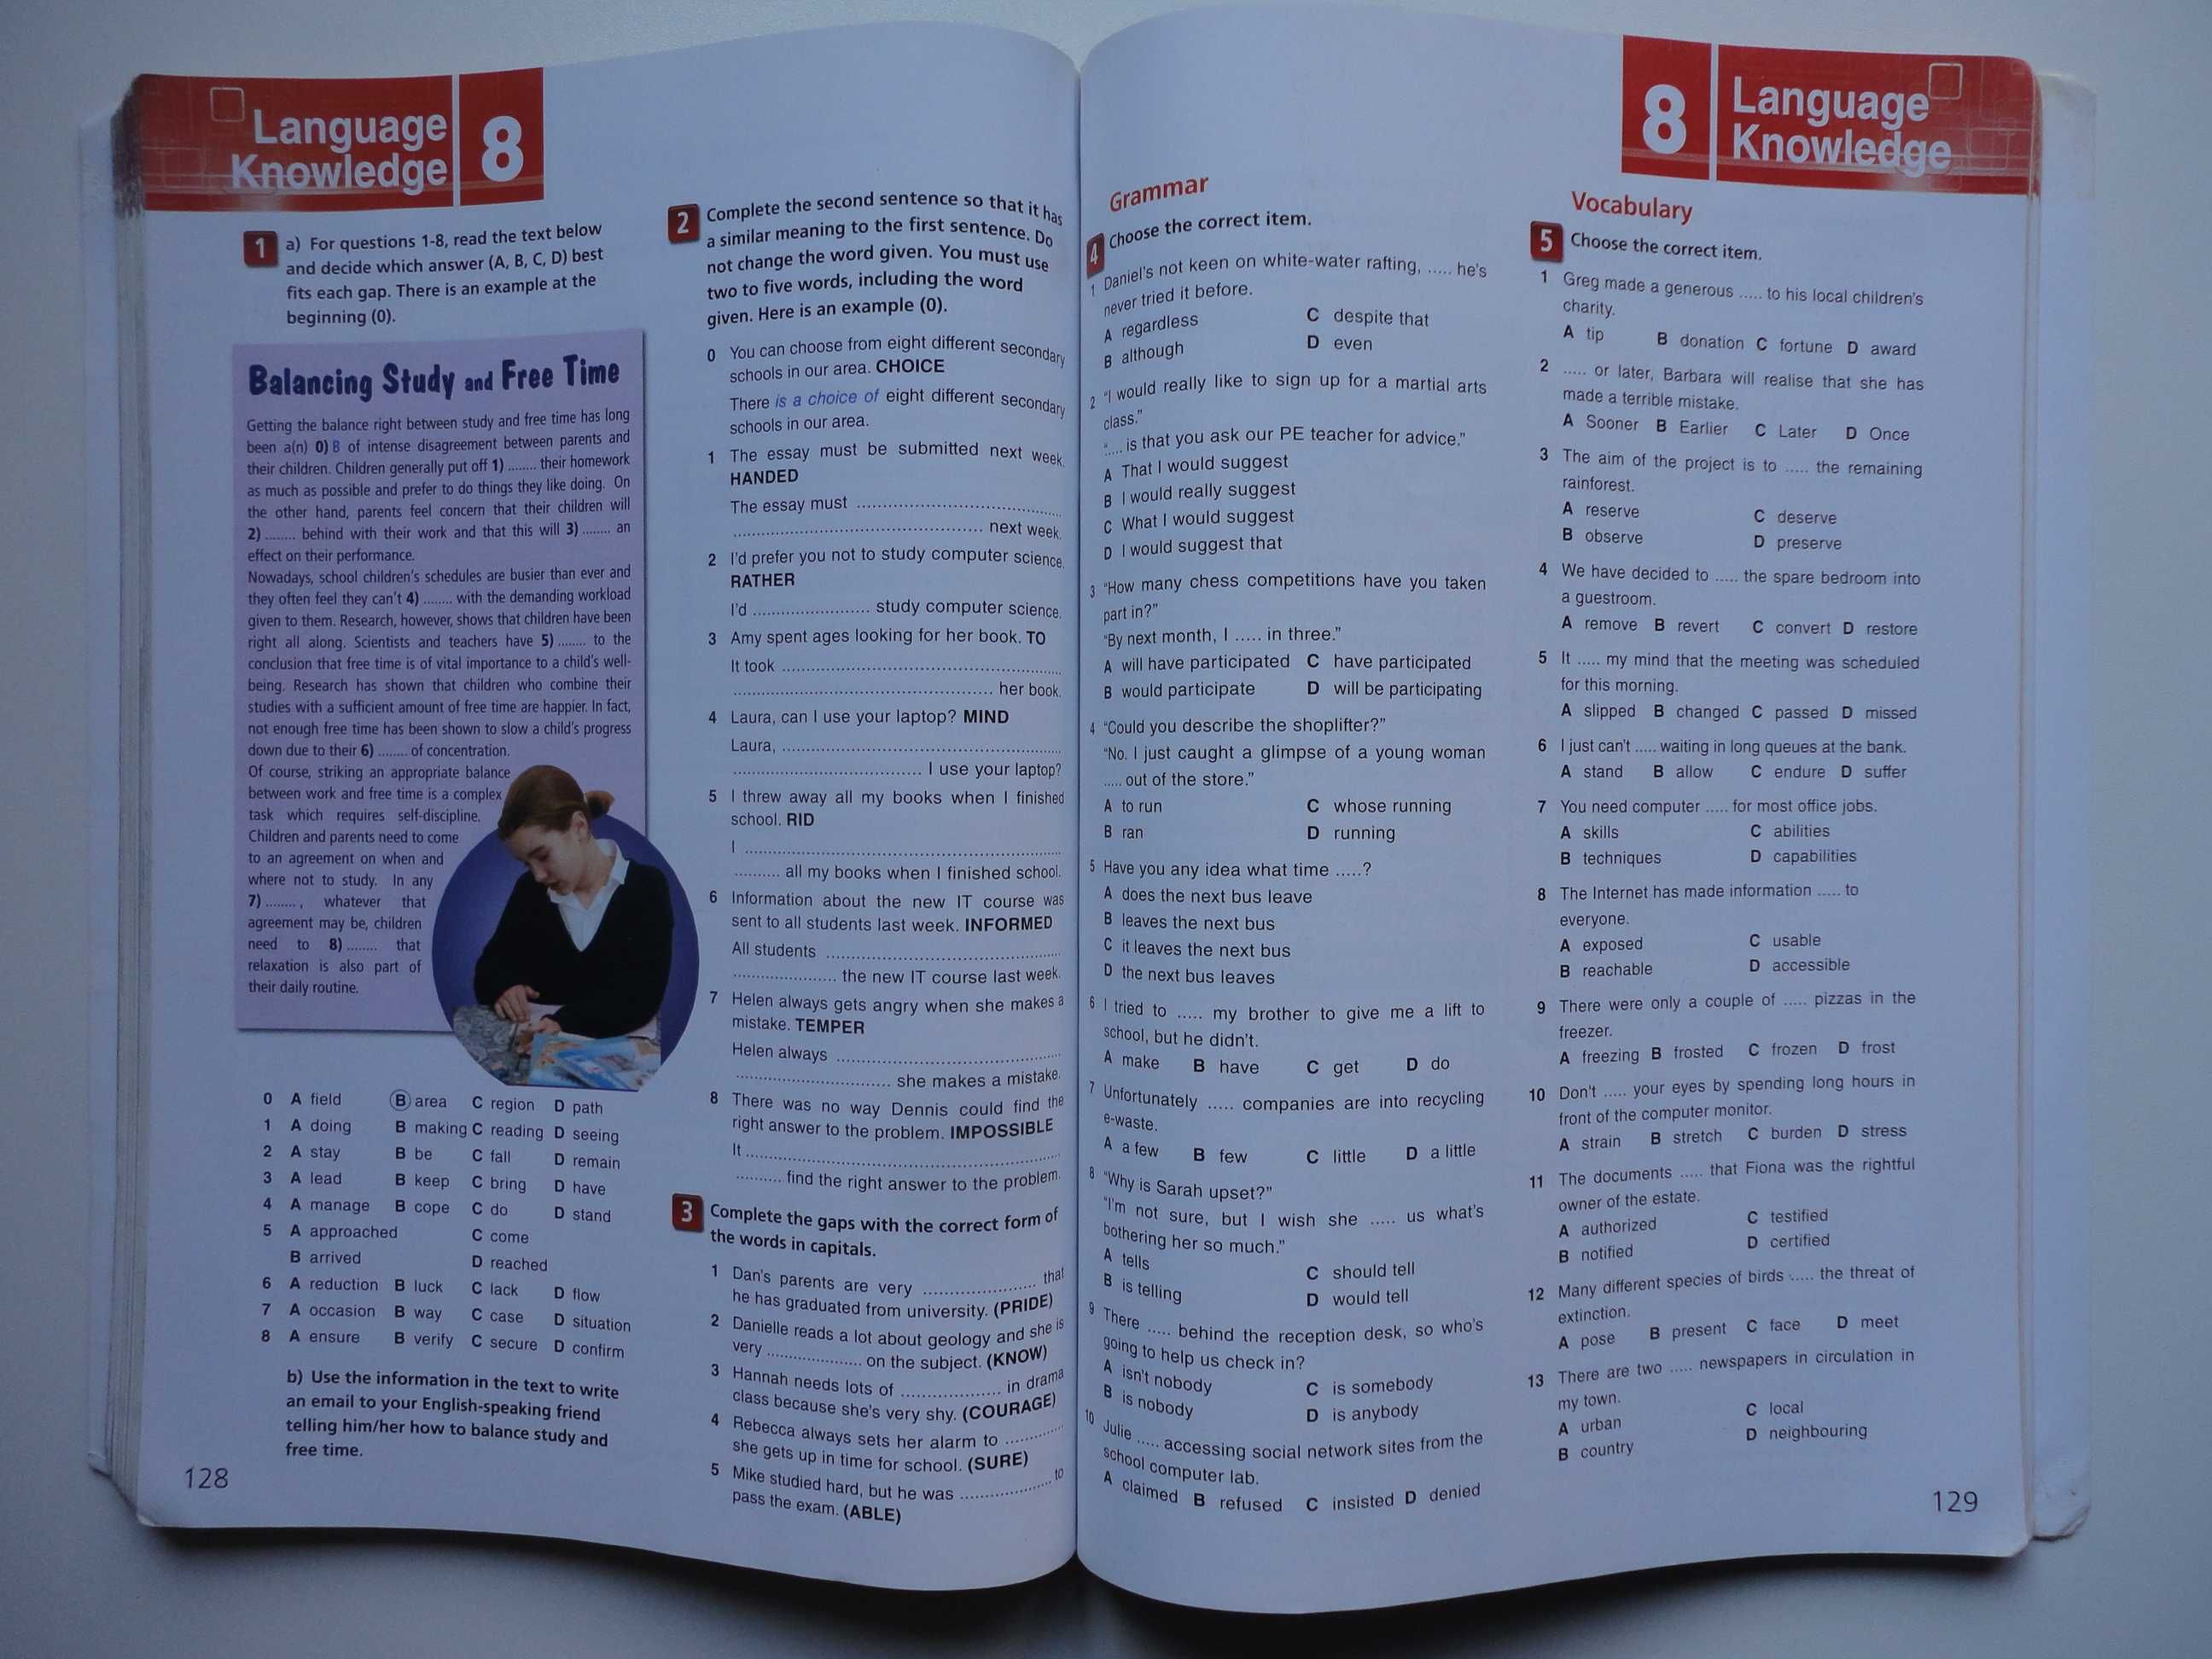 Language
Knowledge
8
1 a) For questions 1-8, read the text below
and decide which answer (A, B, C, D) best
fits each gap. There is an example at the
beginning (0).
Balancing Study and Free Time
Getting the balance right between study and free time has long
been a(n) 0) B of intense disagreement between parents and
their children. Children generally put off 1) ........ their homework
as much as possible and prefer to do things they like doing. On
the other hand, parents feel concern that their children will
2) ........ behind with their work and that this will 3) ........ an
effect on their performance.
Nowadays, school children's schedules are busier than ever and
they often feel they can't 4) ........ with the demanding workload
given to them. Research, however, shows that children have been
right all along. Scientists and teachers have 5) ........ to the
conclusion that free time is of vital importance to a child's well-
being. Research has shown that children who combine their
studies with a sufficient amount of free time are happier. In fact,
not enough free time has been shown to slow a child's progress
down due to their 6) ........ of concentration.
Of course, striking an appropriate balance
between work and free time is a complex
task which requires self-discipline.
Children and parents need to come
to an agreement on when and
where not to study. In any
7) ........ , whatever that
agreement may be, children
need to 8) ........ that
relaxation is also part of
their daily routine.
0 A field B area C region D path
1 A doing B making C reading D seeing
2 A stay B be C fall D remain
3 A lead B keep C bring D have
4 A manage B cope C do D stand
5 A approached C come
B arrived D reached
6 A reduction B luck C lack D flow
7 A occasion B way C case D situation
8 A ensure B verify C secure D confirm
b) Use the information in the text to write
an email to your English-speaking friend
telling him/her how to balance study and
free time.
128
2 Complete the second sentence so that it has
a similar meaning to the first sentence. Do
not change the word given. You must use
two to five words, including the word
given. Here is an example (0).
0 You can choose from eight different secondary
schools in our area. CHOICE
There is a choice of eight different secondary
schools in our area.
1 The essay must be submitted next week.
HANDED
The essay must ........................................
........................................ next week.
2 I'd prefer you not to study computer science.
RATHER
I'd ...................... study computer science.
3 Amy spent ages looking for her book. TO
It took ........................................
........................................ her book.
4 Laura, can I use your laptop? MIND
Laura, ........................................
................................ I use your laptop?
5 I threw away all my books when I finished
school. RID
I ........................................
.......... all my books when I finished school.
6 Information about the new IT course was
sent to all students last week. INFORMED
All students ........................................
.................... the new IT course last week.
7 Helen always gets angry when she makes a
mistake. TEMPER
Helen always ........................................
.............................. she makes a mistake.
8 There was no way Dennis could find the
right answer to the problem. IMPOSSIBLE
It ........................................
.......... find the right answer to the problem.
3 Complete the gaps with the correct form of
the words in capitals.
1 Dan's parents are very ...................... that
he has graduated from university. (PRIDE)
2 Danielle reads a lot about geology and she is
very .................... on the subject. (KNOW)
3 Hannah needs lots of .................... in drama
class because she's very shy. (COURAGE)
4 Rebecca always sets her alarm to ............
she gets up in time for school. (SURE)
5 Mike studied hard, but he was .................... to
pass the exam. (ABLE)
8
Language
Knowledge
Grammar
4 Choose the correct item.
1 Daniel's not keen on white-water rafting, ..... he's
never tried it before.
A regardless C despite that
B although D even
2 "I would really like to sign up for a martial arts
class."
"..... is that you ask our PE teacher for advice."
A That I would suggest
B I would really suggest
C What I would suggest
D I would suggest that
3 "How many chess competitions have you taken
part in?"
"By next month, I ..... in three."
A will have participated C have participated
B would participate D will be participating
4 "Could you describe the shoplifter?"
"No. I just caught a glimpse of a young woman
..... out of the store."
A to run C whose running
B ran D running
5 Have you any idea what time .....?
A does the next bus leave
B leaves the next bus
C it leaves the next bus
D the next bus leaves
6 I tried to ..... my brother to give me a lift to
school, but he didn't.
A make B have C get D do
7 Unfortunately ..... companies are into recycling
e-waste.
A a few B few C little D a little
8 "Why is Sarah upset?"
"I'm not sure, but I wish she ..... us what's
bothering her so much."
A tells C should tell
B is telling D would tell
9 There ..... behind the reception desk, so who's
going to help us check in?
A isn't nobody C is somebody
B is nobody D is anybody
10 Julie ..... accessing social network sites from the
school computer lab.
A claimed B refused C insisted D denied
Vocabulary
5 Choose the correct item.
1 Greg made a generous ..... to his local children's
charity.
A tip B donation C fortune D award
2 ..... or later, Barbara will realise that she has
made a terrible mistake.
A Sooner B Earlier C Later D Once
3 The aim of the project is to ..... the remaining
rainforest.
A reserve C deserve
B observe D preserve
4 We have decided to ..... the spare bedroom into
a guestroom.
A remove B revert C convert D restore
5 It ..... my mind that the meeting was scheduled
for this morning.
A slipped B changed C passed D missed
6 I just can't ..... waiting in long queues at the bank.
A stand B allow C endure D suffer
7 You need computer ..... for most office jobs.
A skills C abilities
B techniques D capabilities
8 The Internet has made information ..... to
everyone.
A exposed C usable
B reachable D accessible
9 There were only a couple of ..... pizzas in the
freezer.
A freezing B frosted C frozen D frost
10 Don't ..... your eyes by spending long hours in
front of the computer monitor.
A strain B stretch C burden D stress
11 The documents ..... that Fiona was the rightful
owner of the estate.
A authorized C testified
B notified D certified
12 Many different species of birds ..... the threat of
extinction.
A pose B present C face D meet
13 There are two ..... newspapers in circulation in
my town.
A urban C local
B country D neighbouring
129